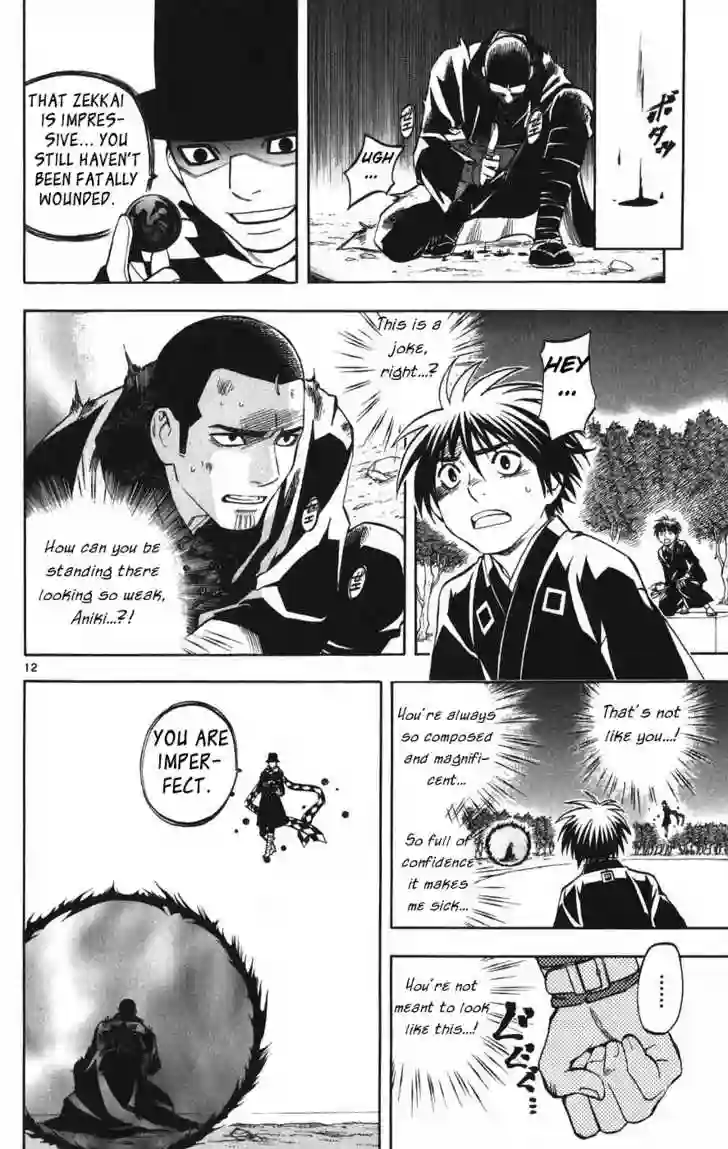 ボタッ
UGH
...
THAT ZEKKAI
IS IMPRES-
SIVE... YOU
STILL HAVEN'T
BEEN FATALLY
WOUNDED.
HEY
...
This is a
joke,
right...?
How can you be
standing there
looking so weak,
Aniki...?!
12
That's not
like you...!
You're always
so composed
and magnifi-
cent...
So full of
confidence
it makes
me sick...
YOU ARE
IMPER-
FECT.
......
You're not
meant to look
like this...!